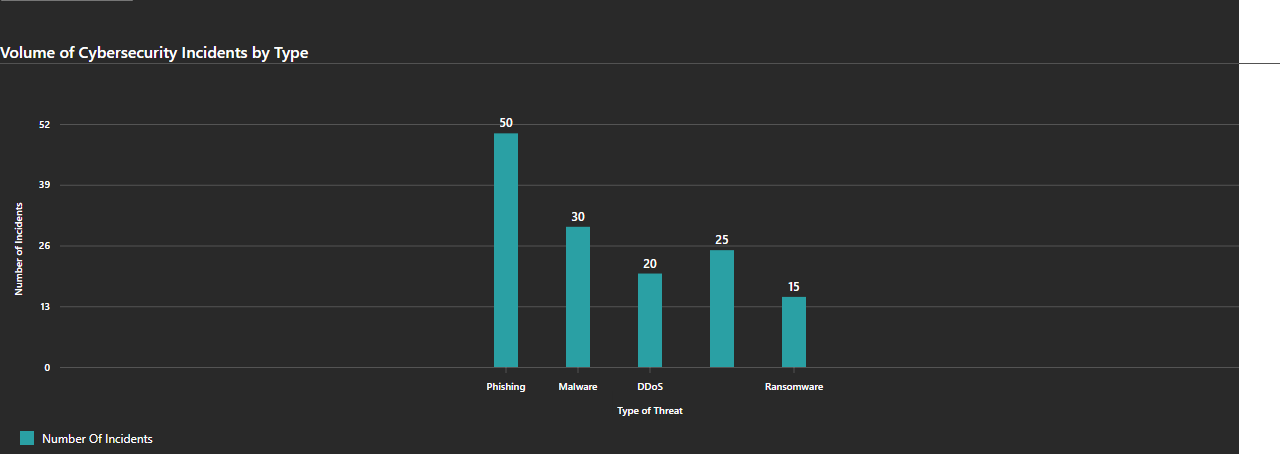 Volume of Cybersecurity Incidents by Type
52
39
26
13
0
Number of Incidents
50
30
20
25
15
Phishing
Malware
DDoS
Ransomware
Type of Threat
Number Of Incidents